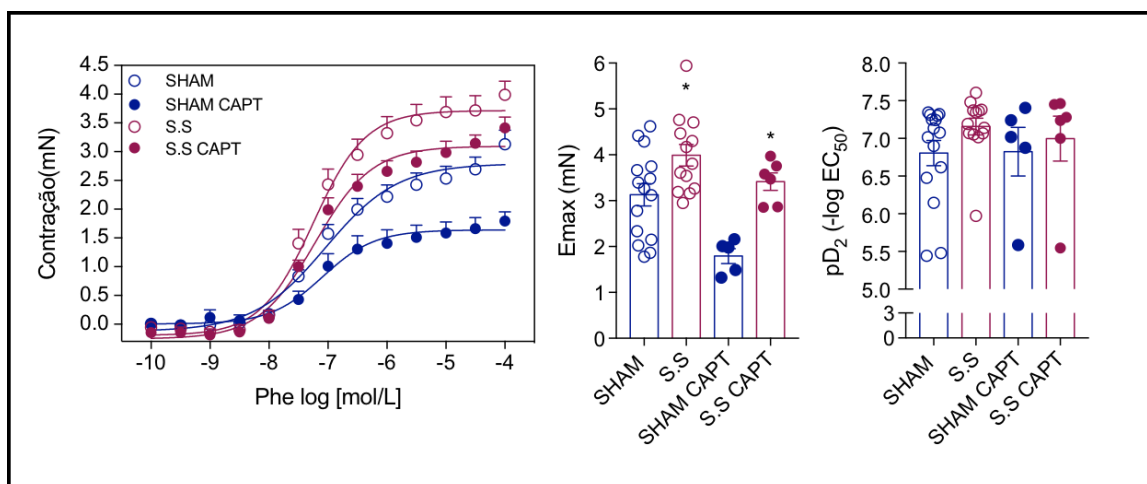 4.5
4.0
3.5
3.0
2.5
2.0
1.5
1.0
0.5
0.0
Contração(mN)
SHAM
SHAM CAPT
S.S
S.S CAPT
-10 -9 -8 -7 -6 -5 -4
Phe log [mol/L]
6
5
4
3
2
1
0
Emax (mN)
*
*
SHAM
S.S
SHAM CAPT
S.S CAPT
8.0
7.5
7.0
6.5
6.0
5.5
5.0
3
0
pD₂ (-log EC₅₀)
SHAM
S.S
SHAM CAPT
S.S CAPT